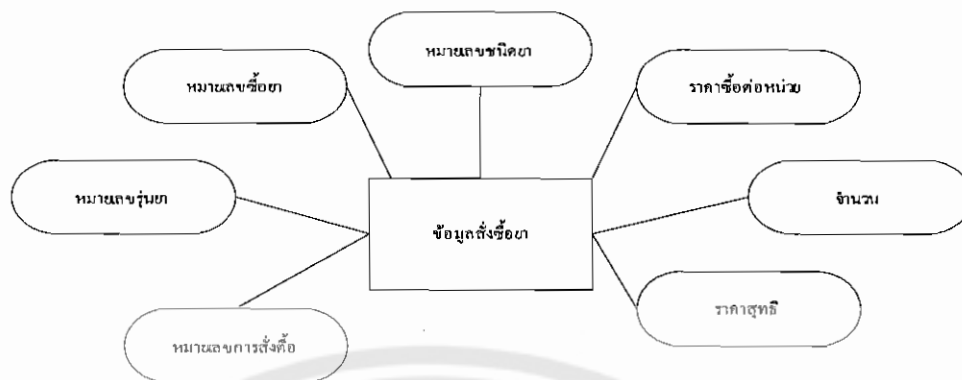 หมายเลขชนิดยา
หมายเลขซื้อยา
ราคาซื้อต่อหน่วย
หมายเลขรุ่นยา
จำนวน
ข้อมูลสั่งซื้อยา
ราคาสุทธิ
หมายเลขการสั่งซื้อ